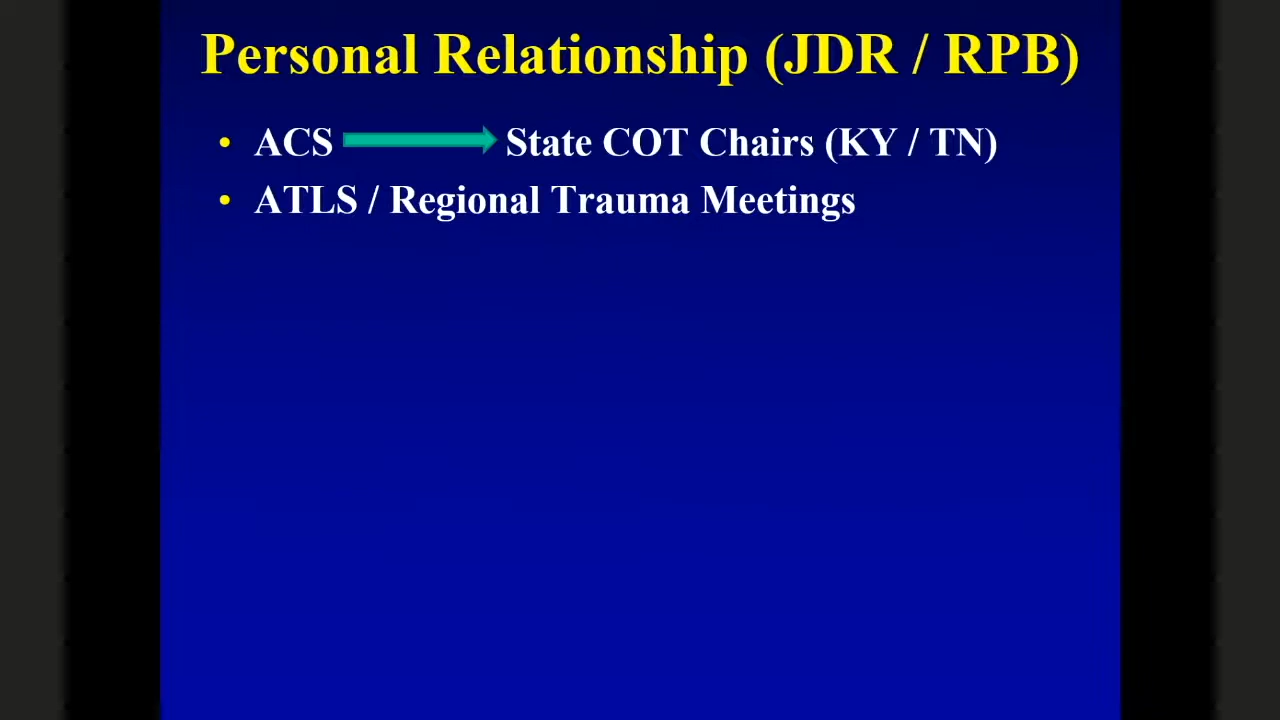 Personal Relationship (JDR / RPB)
• ACS State COT Chairs (KY / TN)
• ATLS / Regional Trauma Meetings